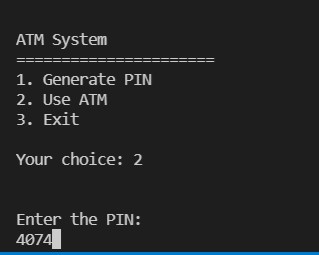 ATM System
======================
1. Generate PIN
2. Use ATM
3. Exit
Your choice: 2
Enter the PIN:
4074